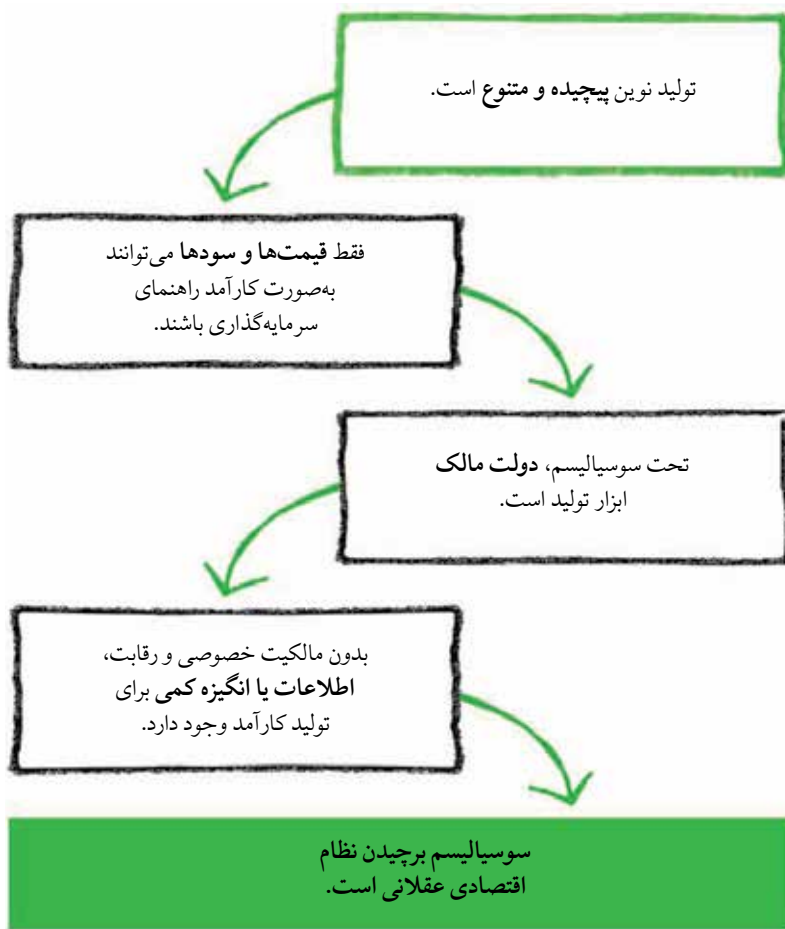 تولید نوین پیچیده و متنوع است.
فقط قیمت‌ها و سودها می‌توانند
به‌صورت کارآمد راهنمای
سرمایه‌گذاری باشند.
تحت سوسیالیسم، دولت مالک
ابزار تولید است.
بدون مالکیت خصوصی و رقابت،
اطلاعات یا انگیزه کمی برای
تولید کارآمد وجود دارد.
سوسیالیسم برچیدن نظام
اقتصادی عقلانی است.